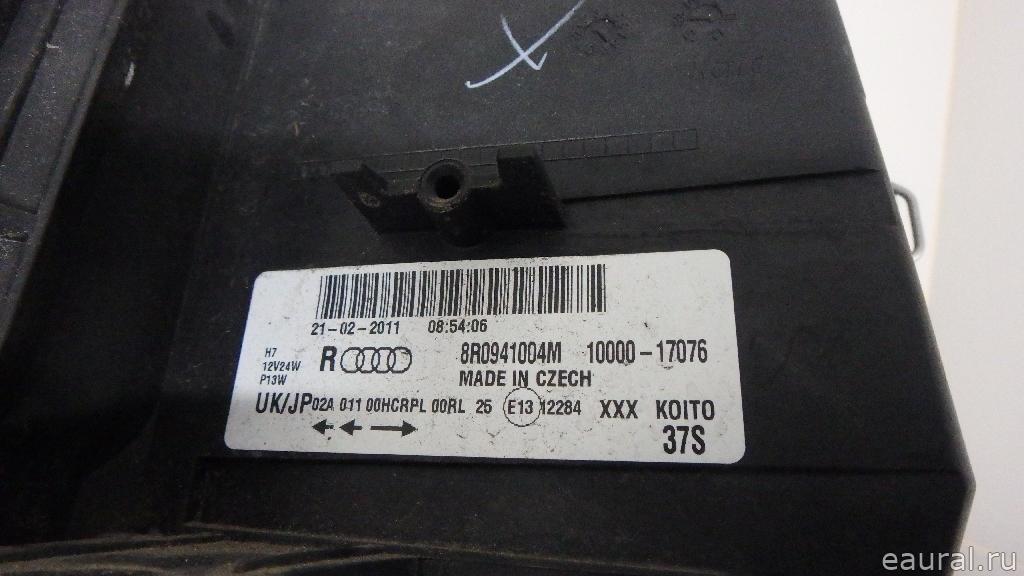 21-02-2011 08:54:06
H7
12V24W
P13W
R 8R0941004M 10000-17076
MADE IN CZECH
UK/JP 02A 011 00HCRPL 00RL 25 E13 12284 XXX KOITO
37S
eaural.ru